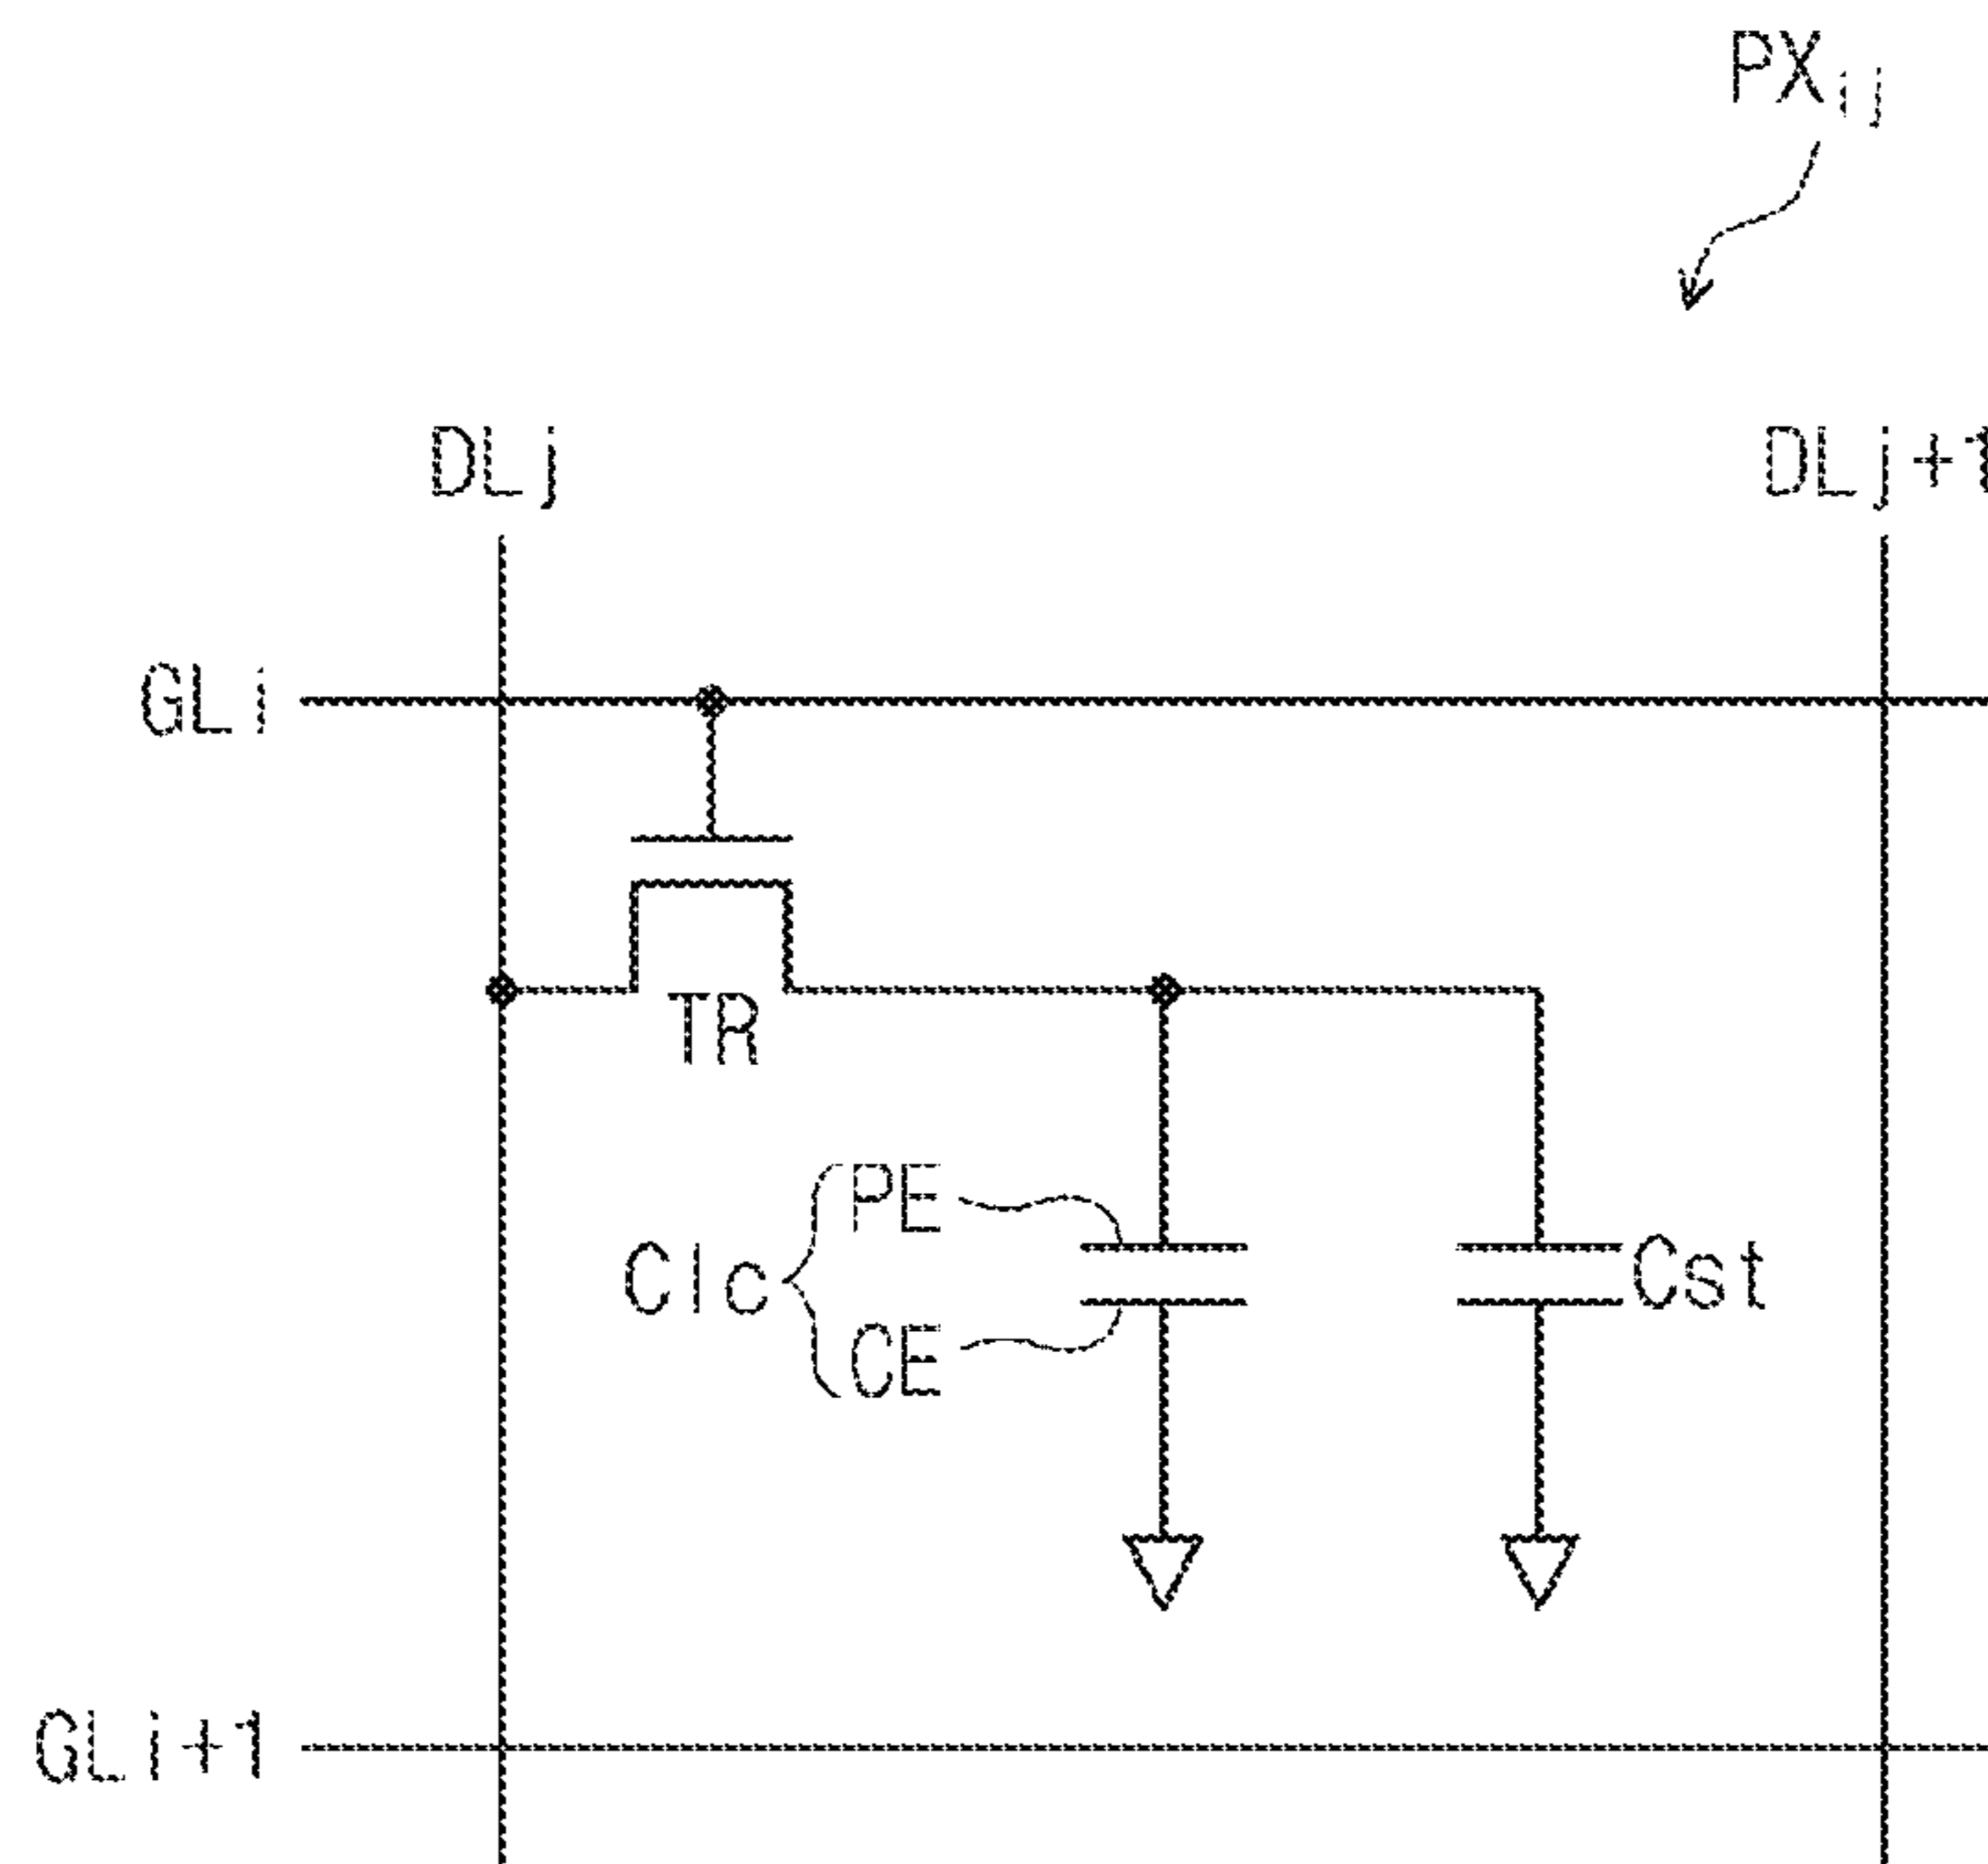 PXij
DLj
DLj+1
GLi
TR
PE
Clc
Cst
CE
GLi+1